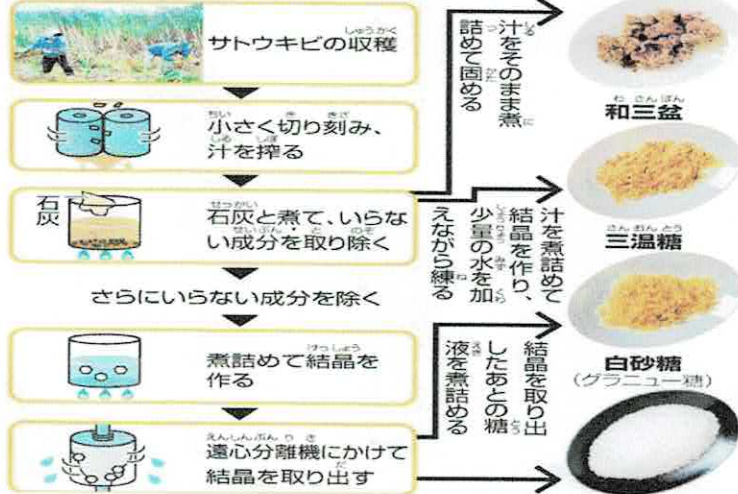 サトウキビの収穫
小さく切り刻み、
汁を搾る
石灰
石灰と煮て、いらな
い成分を取り除く
さらにいらない成分を除く
煮詰めて結晶を
作る
遠心分離機にかけて
結晶を取り出す
汁をそのまま煮
詰めて固める
汁を煮詰めて
結晶を作り、
少量の水を加
えながら練る
結晶を取り出
したあとの糖
液を煮詰める
和三盆
三温糖
白砂糖
(グラニュー糖)